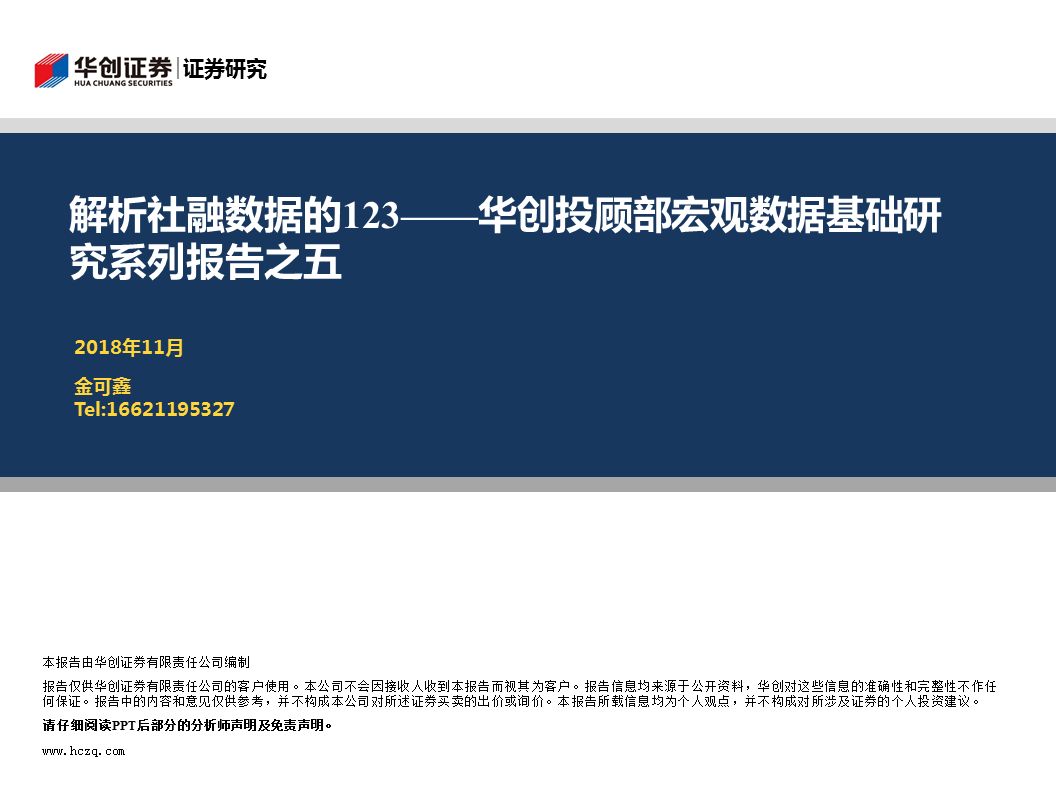 华创证券
HUA CHUANG SECURITIES
证券研究
解析社融数据的123——华创投顾部宏观数据基础研
究系列报告之五
2018年11月
金可鑫
Tel:16621195327
本报告由华创证券有限责任公司编制
报告仅供华创证券有限责任公司的客户使用。本公司不会因接收人收到本报告而视其为客户。报告信息均来源于公开资料，华创对这些信息的准确性和完整性不作任
何保证。报告中的内容和意见仅供参考，并不构成本公司对所述证券买卖的出价或询价。本报告所载信息均为个人观点，并不构成对所涉及证券的个人投资建议。
请仔细阅读PPT后部分的分析师声明及免责声明。
www.hczq.com